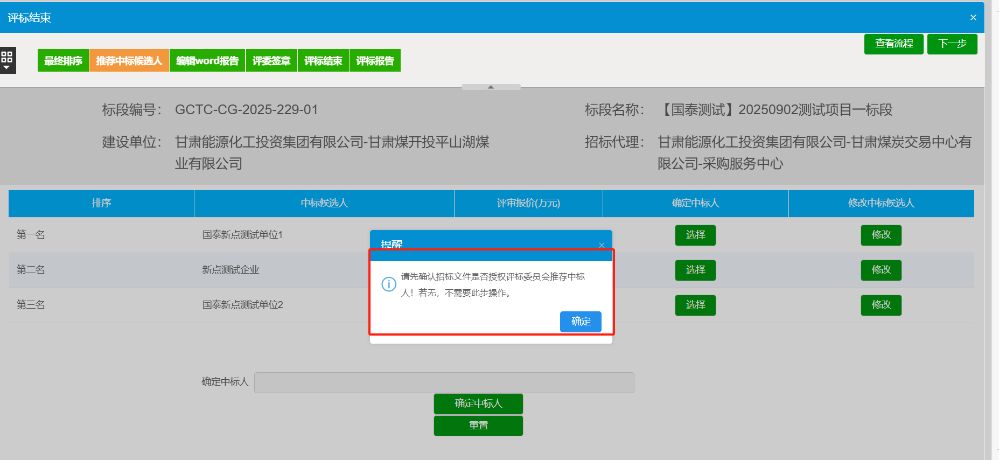 评标结束
×
查看流程
下一步
最终排序
推荐中标候选人
编辑word报告
评委签章
评标结束
评标报告
标段编号： GCTC-CG-2025-229-01
标段名称： 【国泰测试】20250902测试项目一标段
建设单位： 甘肃能源化工投资集团有限公司-甘肃煤开投平山湖煤
业有限公司
招标代理： 甘肃能源化工投资集团有限公司-甘肃煤炭交易中心有
限公司-采购服务中心
排序 中标候选人 评审报价(万元) 确定中标人 修改中标候选人
第一名 国泰新点测试单位1 选择 修改
第二名 新点测试企业 选择 修改
第三名 国泰新点测试单位2 选择 修改
提醒 ×
请先确认招标文件是否授权评标委员会推荐中标
人！若无，不需要此步操作。
确定
确定中标人
确定中标人
重置